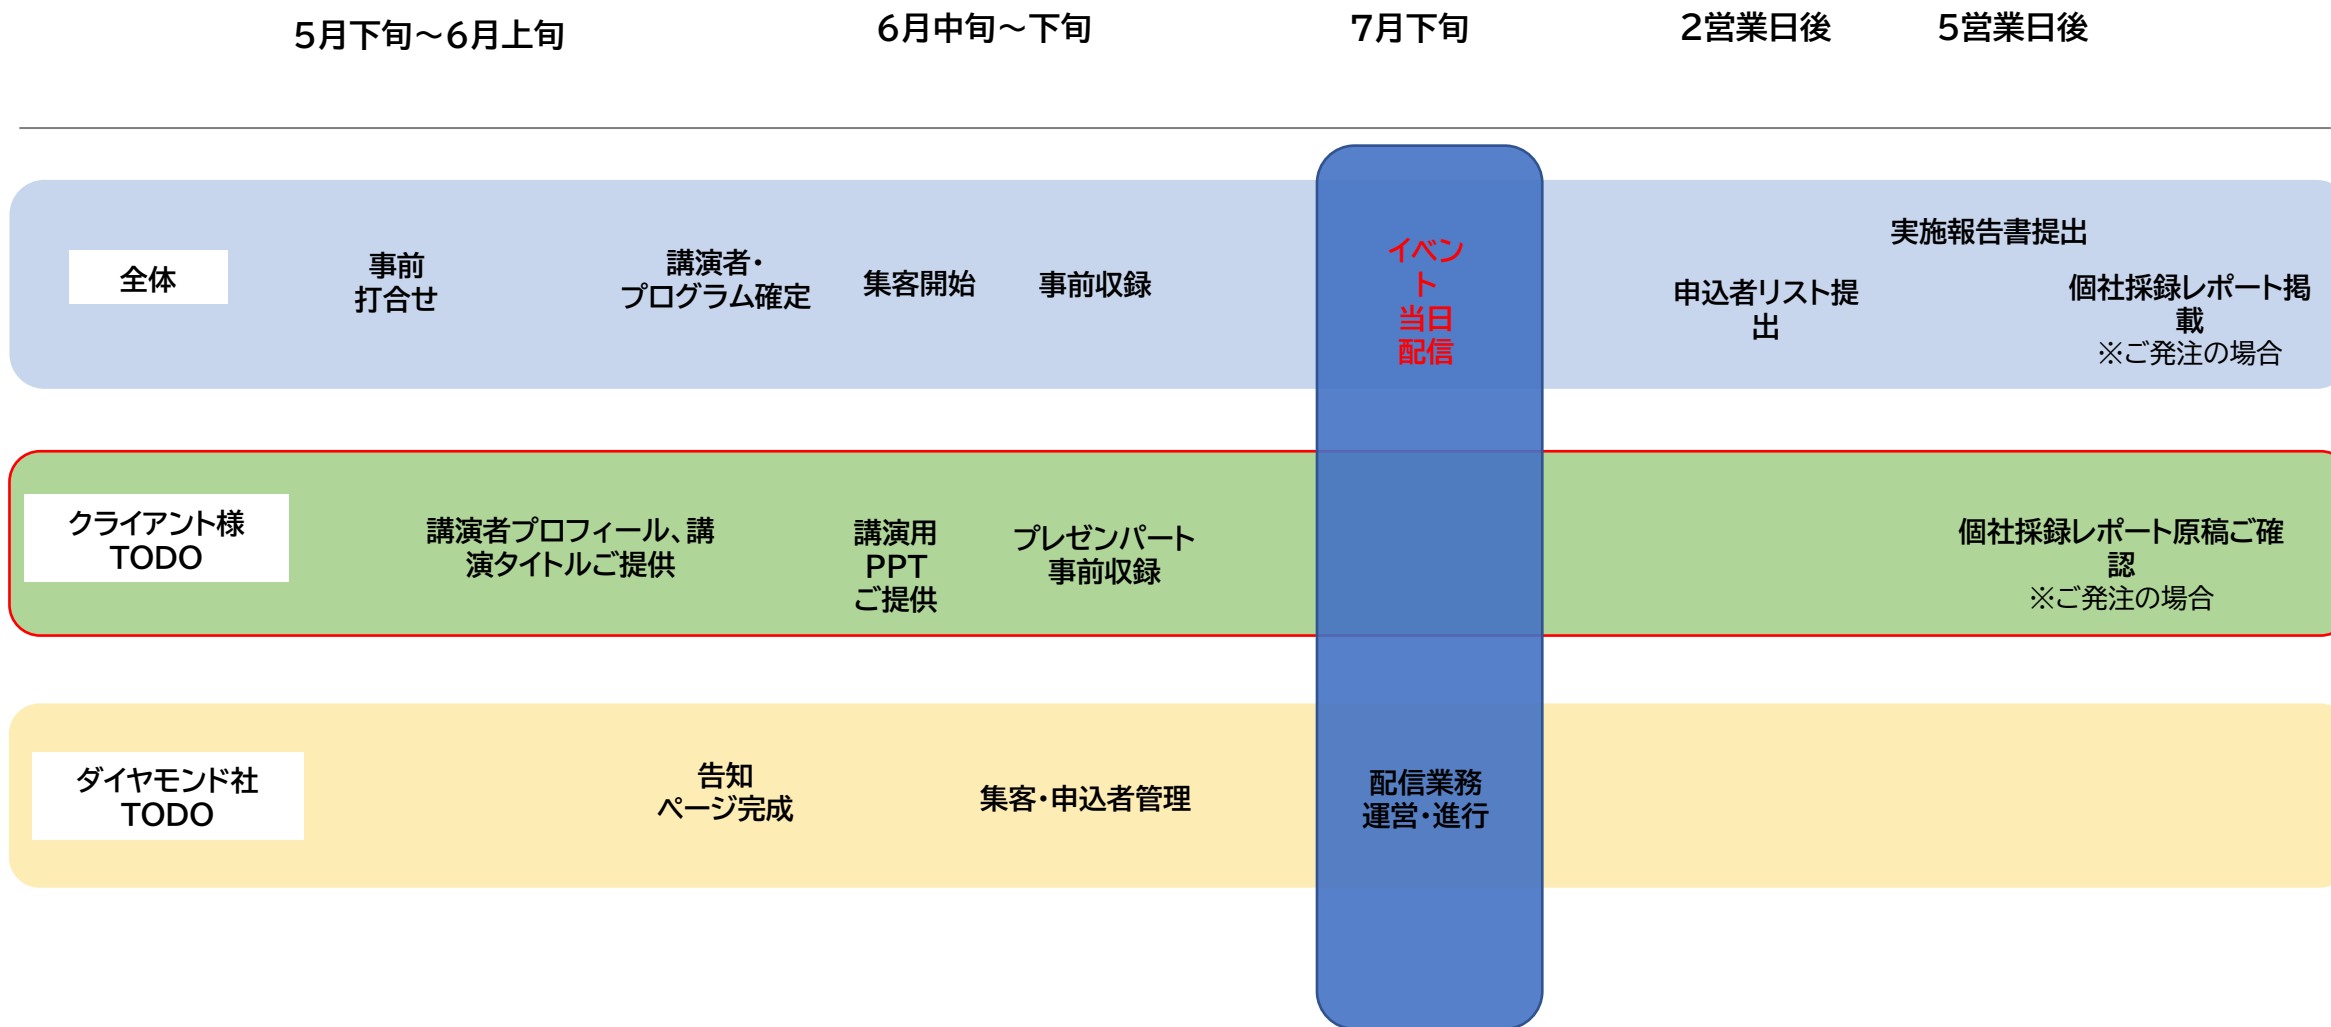 5月下旬～6月上旬
6月中旬～下旬
7月下旬
2営業日後
5営業日後
全体
事前
打合せ
講演者・
プログラム確定
集客開始
事前収録
イベン
ト
当日
配信
申込者リスト提
出
実施報告書提出
個社採録レポート掲
載
※ご発注の場合
クライアント様
TODO
講演者プロフィール、講
演タイトルご提供
講演用
PPT
ご提供
プレゼンパート
事前収録
個社採録レポート原稿ご確
認
※ご発注の場合
ダイヤモンド社
TODO
告知
ページ完成
集客・申込者管理
配信業務
運営・進行